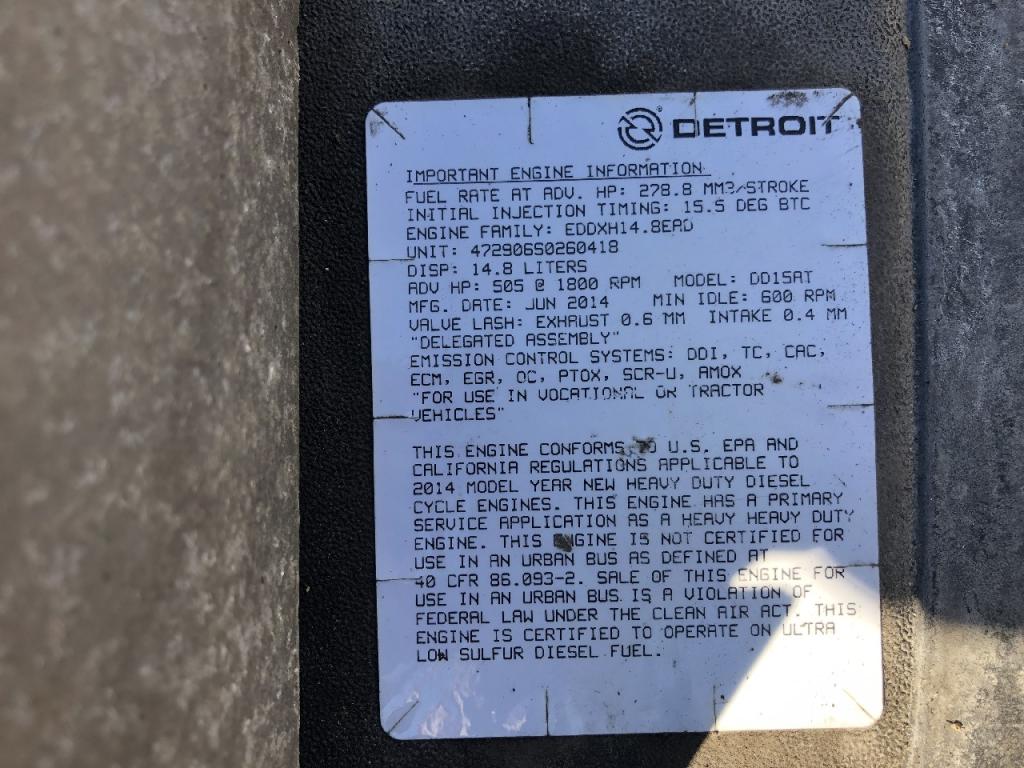 DETROIT
IMPORTANT ENGINE INFORMATION
FUEL RATE AT ADV. HP: 278.8 MM3/STROKE
INITIAL INJECTION TIMING: 15.5 DEG BTC
ENGINE FAMILY: EDDXH14.8EAD
UNIT: 472906S0260418
DISP: 14.8 LITERS
ADV HP: 505 @ 1800 RPM MODEL: DD15AT
MFG. DATE: JUN 2014 MIN IDLE: 600 RPM
VALVE LASH: EXHAUST 0.6 MM INTAKE 0.4 MM
"DELEGATED ASSEMBLY"
EMISSION CONTROL SYSTEMS: DDI, TC, CAC,
ECM, EGR, OC, PTOX, SCR-U, AMOX
"FOR USE IN VOCATIONAL OR TRACTOR
VEHICLES"
THIS ENGINE CONFORMS TO U.S. EPA AND
CALIFORNIA REGULATIONS APPLICABLE TO
2014 MODEL YEAR NEW HEAVY DUTY DIESEL
CYCLE ENGINES. THIS ENGINE HAS A PRIMARY
SERVICE APPLICATION AS A HEAVY HEAVY DUTY
ENGINE. THIS ENGINE IS NOT CERTIFIED FOR
USE IN AN URBAN BUS AS DEFINED AT
40 CFR 86.093-2. SALE OF THIS ENGINE FOR
USE IN AN URBAN BUS IS A VIOLATION OF
FEDERAL LAW UNDER THE CLEAN AIR ACT. THIS
ENGINE IS CERTIFIED TO OPERATE ON ULTRA
LOW SULFUR DIESEL FUEL.